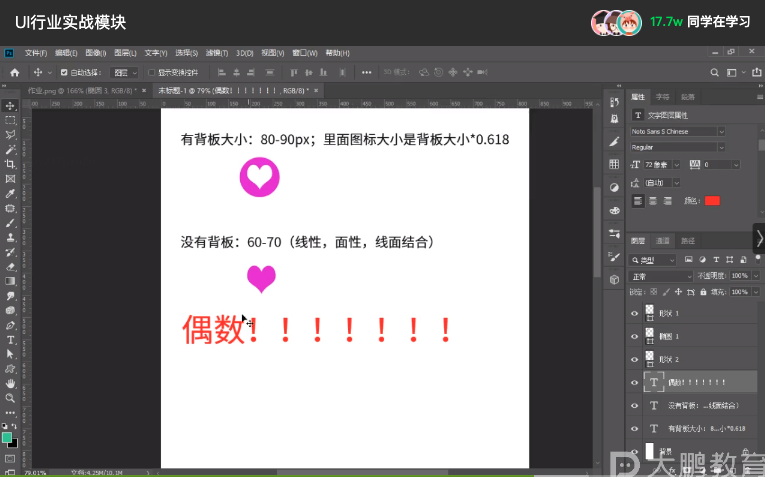 UI行业实战模块
17.7w 同学在学习
文件(F) 编辑(E) 图像(I) 图层(L) 文字(Y) 选择(S) 滤镜(T) 3D(D) 视图(V) 窗口(W) 帮助(H)
自动选择: 图层 显示变换控件 3D 模式:
作业.png @ 166% (椭圆 3, RGB/8) * × 未标题-1 @ 79% (偶数！！！！！！！, RGB/8) * ×
属性 字符 段落
文字图层属性
Noto Sans S Chinese
Regular
72 像素 0
(自动)
颜色:
有背板大小：80-90px；里面图标大小是背板大小*0.618
没有背板：60-70（线性，面性，线面结合）
偶数！！！！！！！
图层 通道 路径
类型
正常 不透明度: 100%
锁定: 填充: 100%
形状 1
椭圆 1
形状 2
偶数！！！！！！！
没有背板：...线面结合）
有背板大小：8...小*0.618
背景
79.01% 文档:4.25M/10.1M
大鹏教育